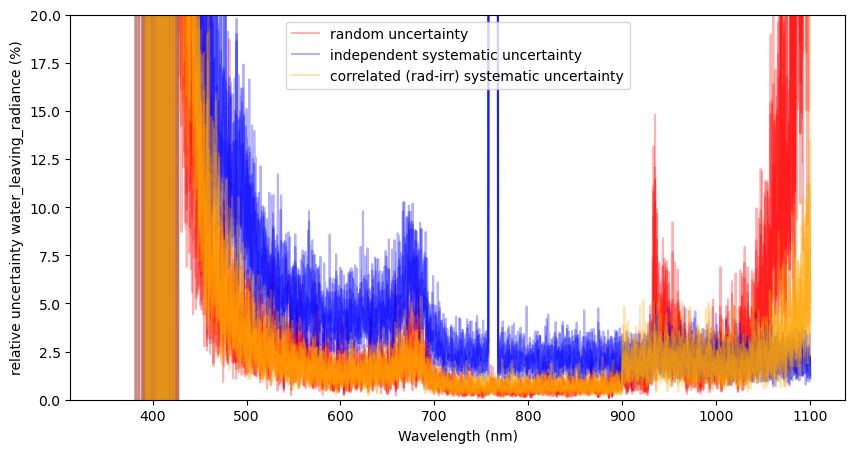 random uncertainty
independent systematic uncertainty
correlated (rad-irr) systematic uncertainty
relative uncertainty water_leaving_radiance (%)
20.0
17.5
15.0
12.5
10.0
7.5
5.0
2.5
0.0
400 500 600 700 800 900 1000 1100
Wavelength (nm)